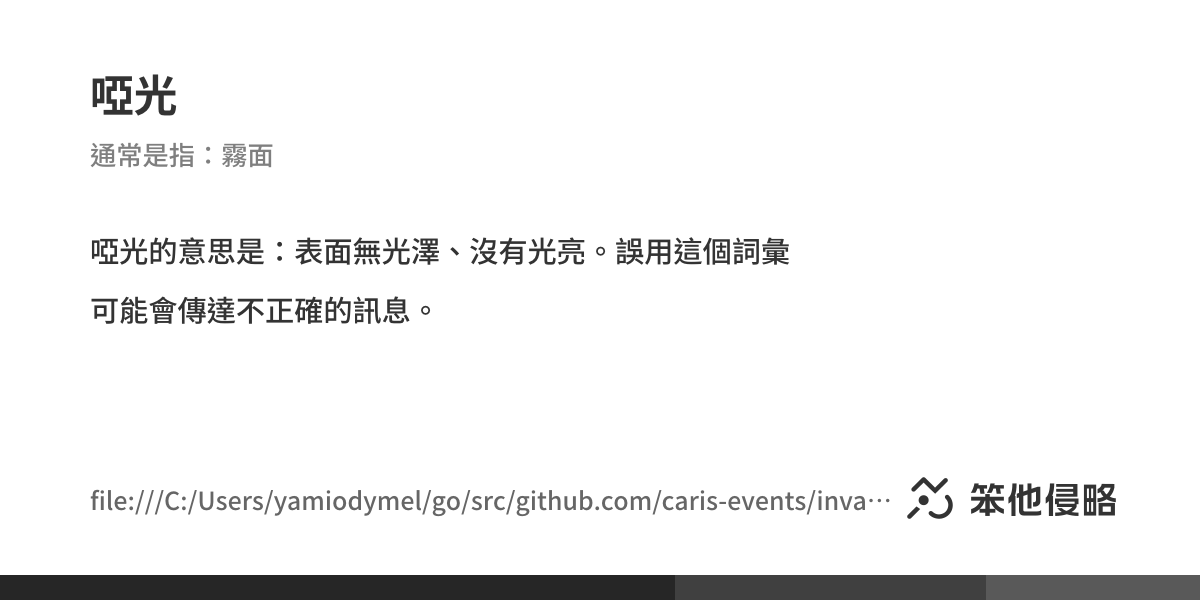 啞光
通常是指：霧面
啞光的意思是：表面無光澤、沒有光亮。誤用這個詞彙
可能會傳達不正確的訊息。
file:///C:/Users/yamiodymel/go/src/github.com/caris-events/inva…
笨他侵略